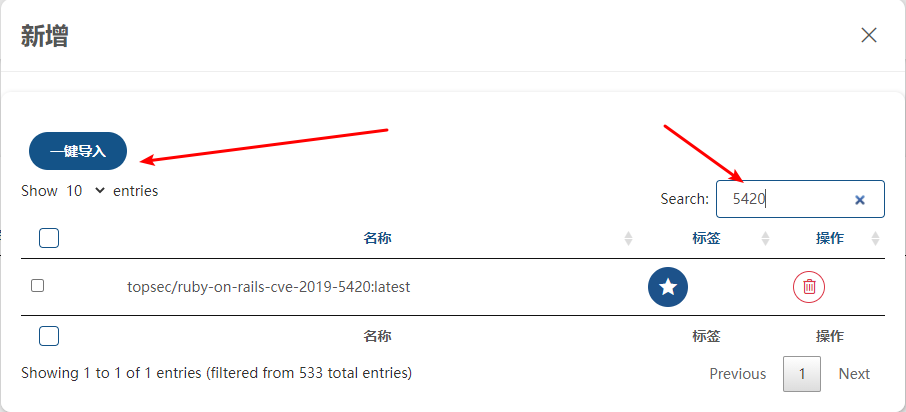 新增
一键导入
Show 10 entries
Search: 5420
名称 标签 操作
topsec/ruby-on-rails-cve-2019-5420:latest
名称 标签 操作
Showing 1 to 1 of 1 entries (filtered from 533 total entries)
Previous 1 Next